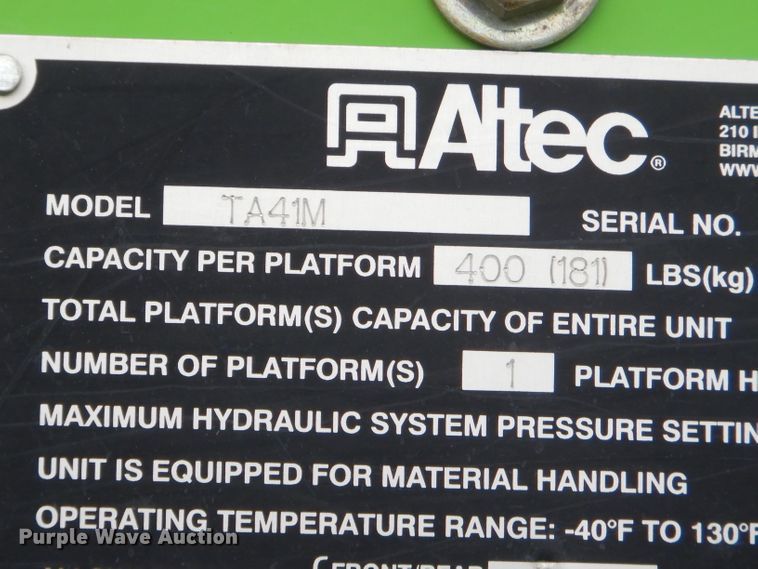 Altec®
ALTE
210 I
BIRM
WWW
MODEL TA41M SERIAL NO.
CAPACITY PER PLATFORM 400 (181) LBS(kg)
TOTAL PLATFORM(S) CAPACITY OF ENTIRE UNIT
NUMBER OF PLATFORM(S) 1 PLATFORM H
MAXIMUM HYDRAULIC SYSTEM PRESSURE SETTIN
UNIT IS EQUIPPED FOR MATERIAL HANDLING
OPERATING TEMPERATURE RANGE: -40°F TO 130°F
Purple Wave Auction
FRONT/REAR